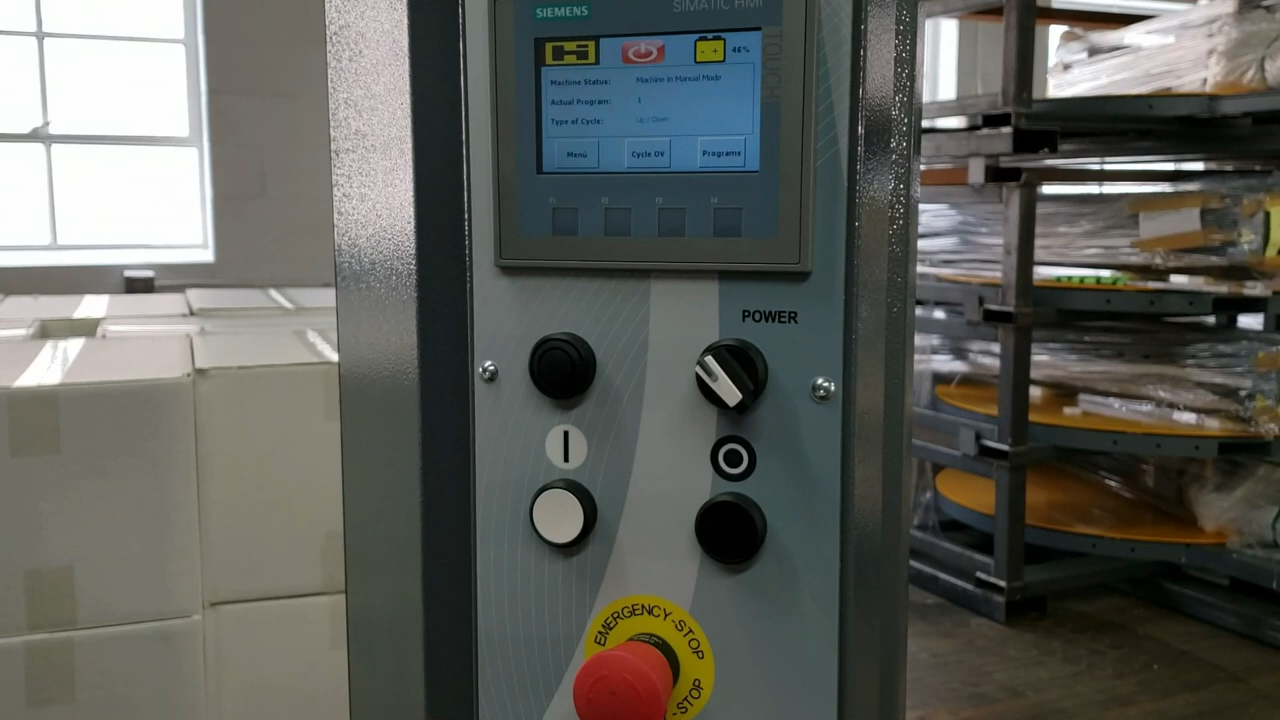 SIEMENS
SIMATIC HMI
TOUCH
46%
Machine Status: Machine in Manual Mode
Actual Program: 1
Type of Cycle: Up / Down
Menù
Cycle OV
Programs
F1
F2
F3
F4
POWER
EMERGENCY-STOP
-STOP